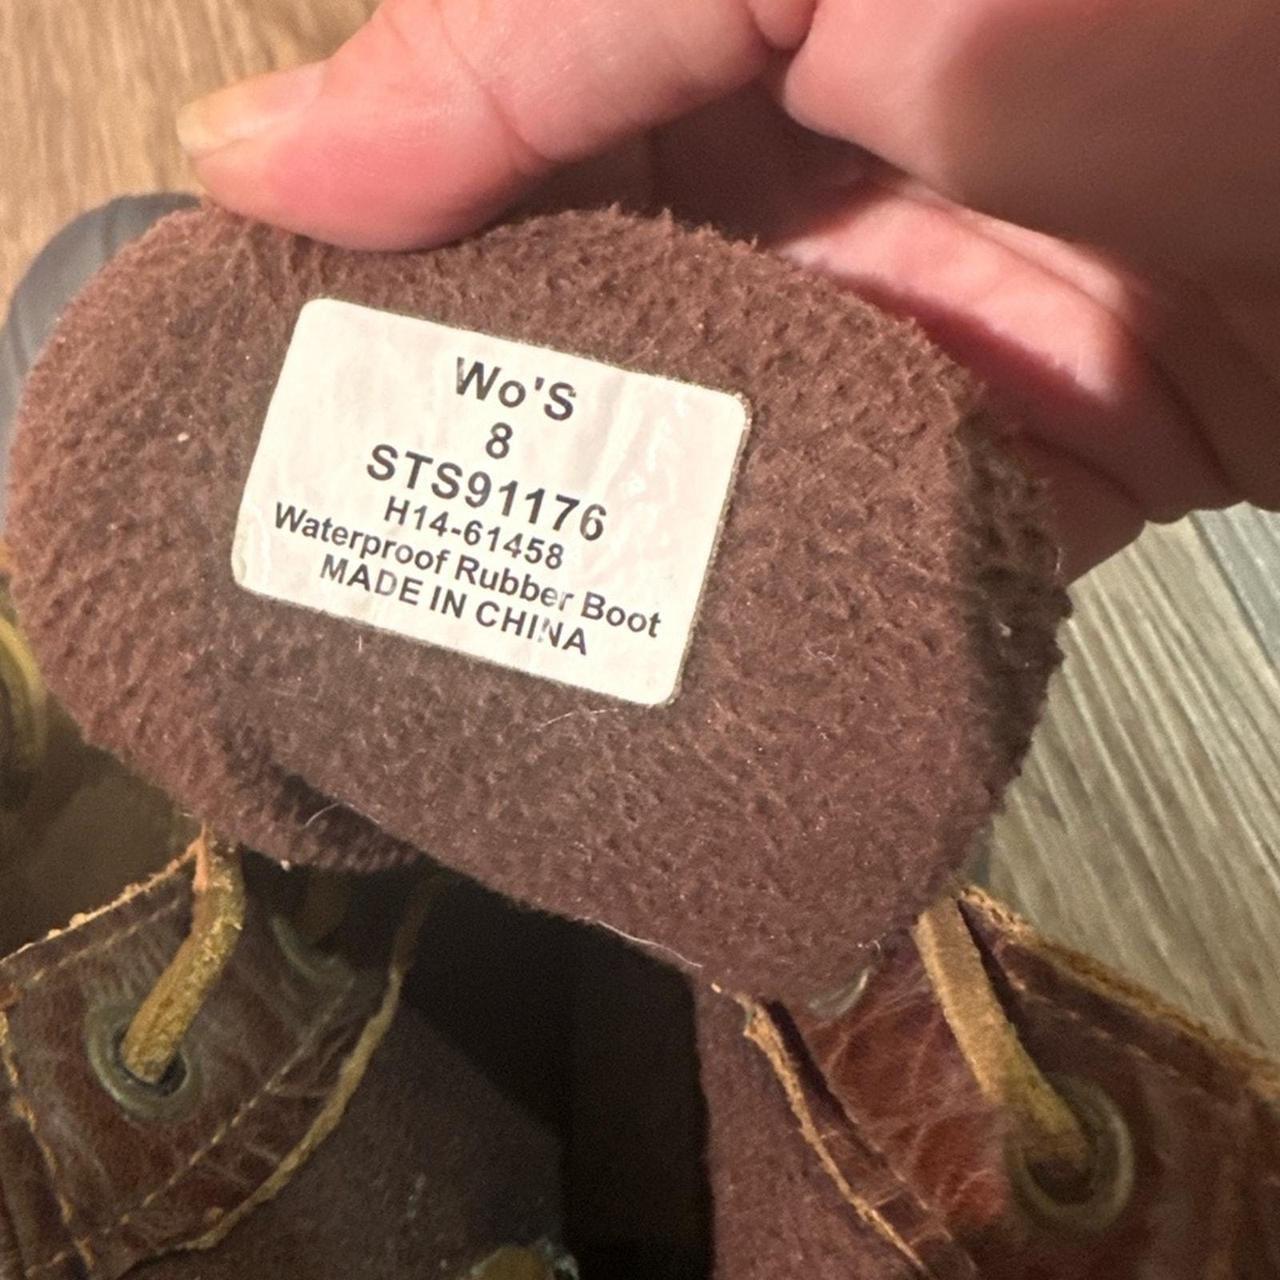 Wo'S
8
STS91176
H14-61458
Waterproof Rubber Boot
MADE IN CHINA